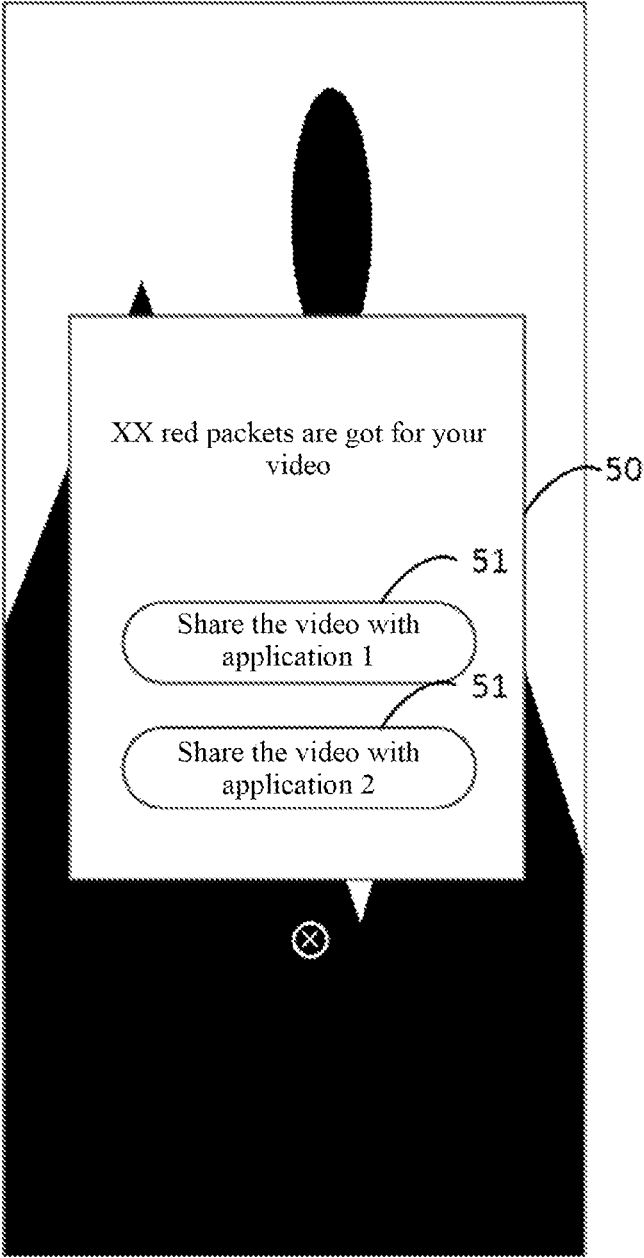 XX red packets are got for your
video
50
51
Share the video with
application 1
51
Share the video with
application 2